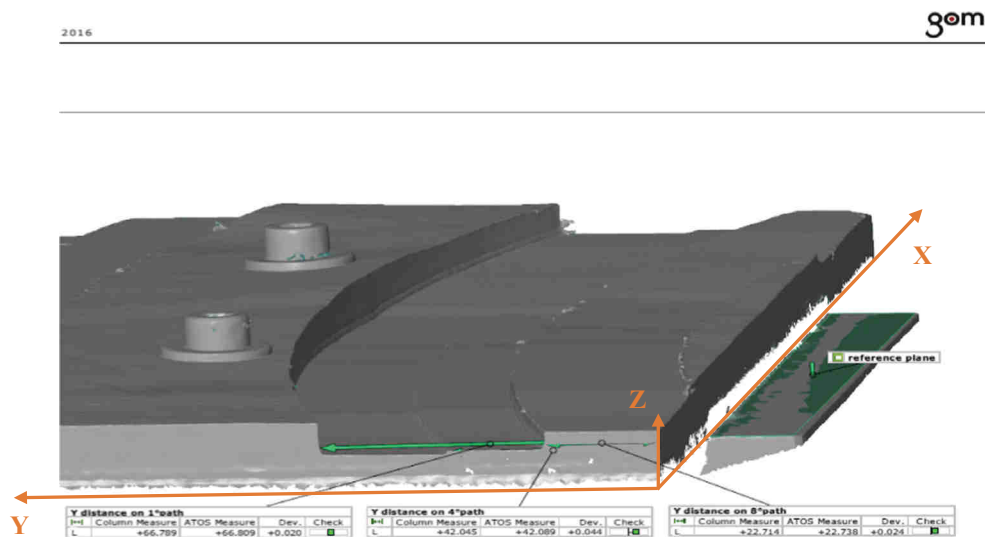 gom
2016
X
reference plane
Z
Y
Y distance on 1°path
Column Measure ATOS Measure Dev. Check
L +66.789 +66.809 +0.020
Y distance on 4°path
Column Measure ATOS Measure Dev. Check
L +42.045 +42.089 +0.044
Y distance on 8°path
Column Measure ATOS Measure Dev. Check
L +22.714 +22.738 +0.024